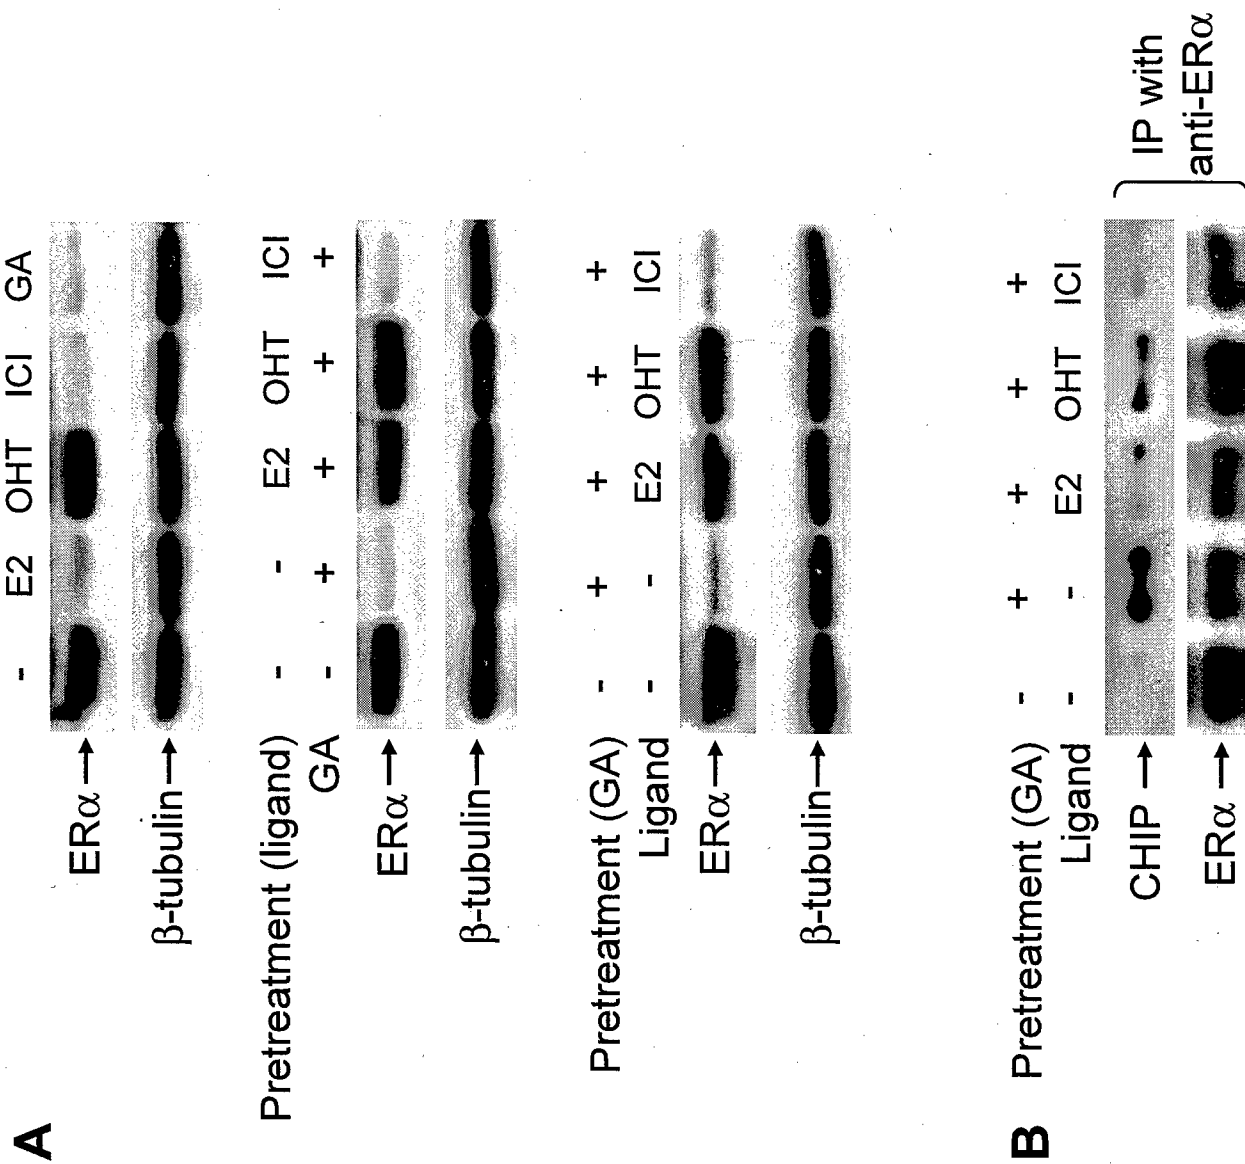 A
- E2 OHT ICI GA
ERα →
β-tubulin →
Pretreatment (ligand) - - E2 OHT ICI
GA - + + + +
ERα →
β-tubulin →
Pretreatment (GA) - + + + +
Ligand - - E2 OHT ICI
ERα →
β-tubulin →
B
Pretreatment (GA) - + + + +
Ligand - - E2 OHT ICI
CHIP →
ERα →
IP with
anti-ERα